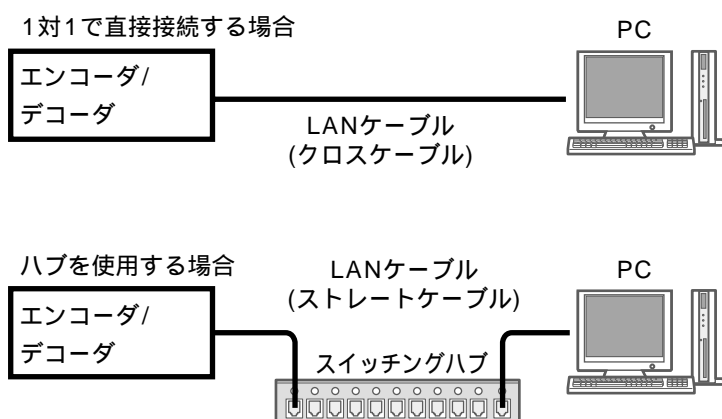 1対1で直接接続する場合
PC
エンコーダ/
デコーダ
LANケーブル
(クロスケーブル)
ハブを使用する場合
LANケーブル
(ストレートケーブル)
PC
エンコーダ/
デコーダ
スイッチングハブ